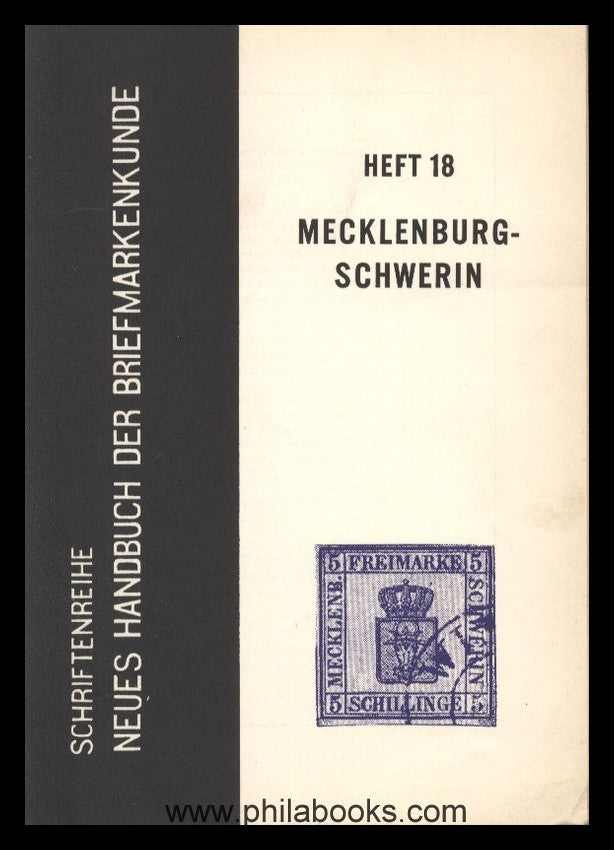 SCHRIFTENREIHE
NEUES HANDBUCH DER BRIEFMARKENKUNDE
HEFT 18
MECKLENBURG-
SCHWERIN
5 FREIMARKE 5
MECKLENB.
SCHWERIN
5 SCHILLINGE 5
www.philabooks.com